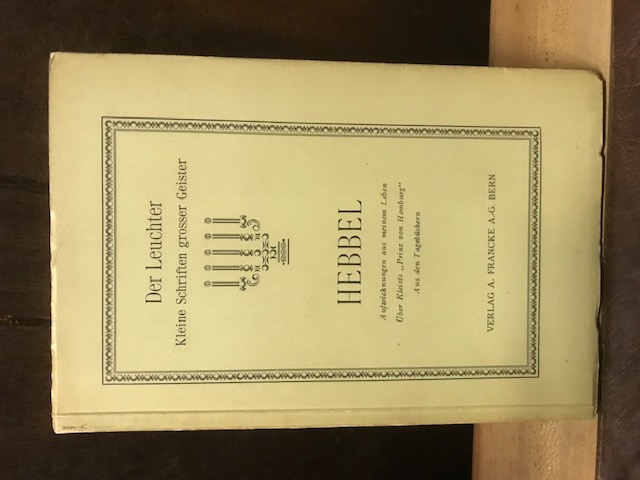 Der Leuchter
Kleine Schriften grosser Geister
HEBBEL
Aufzeichnungen aus meinem Leben
Über Kleists „Prinz von Homburg“
Aus den Tagebüchern
VERLAG A. FRANCKE A.-G. BERN